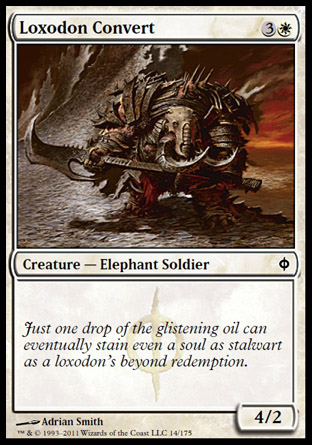 Loxodon Convert 3
Creature — Elephant Soldier
Just one drop of the glistening oil can
eventually stain even a soul as stalwart
as a loxodon's beyond redemption.
Adrian Smith
™ & © 1993–2011 Wizards of the Coast LLC 14/175
4/2